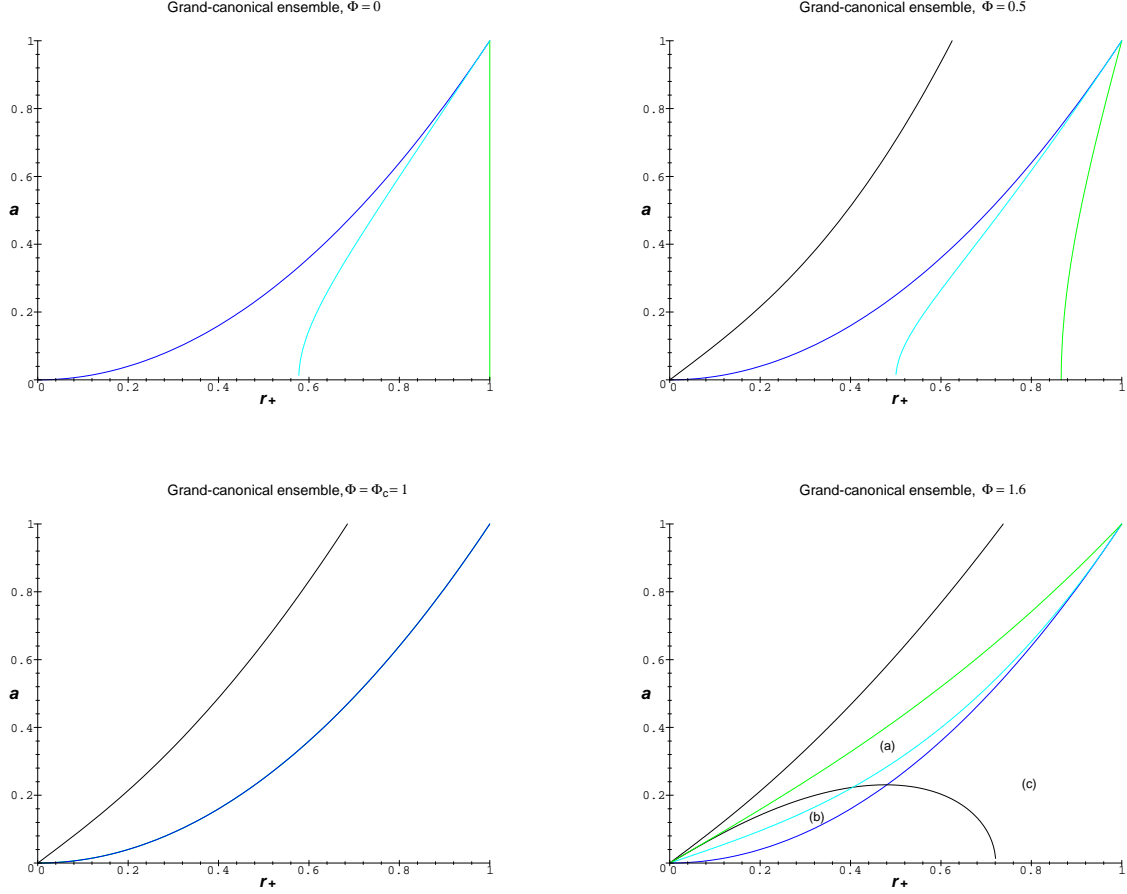 Grand-canonical ensemble, Φ = 0
1
0.8
0.6
a
0.4
0.2
0
0 0.2 0.4 0.6 0.8 1
r+
Grand-canonical ensemble, Φ = 0.5
1
0.8
0.6
a
0.4
0.2
0
0 0.2 0.4 0.6 0.8 1
r+
Grand-canonical ensemble, Φ = Φc = 1
1
0.8
0.6
a
0.4
0.2
0
0 0.2 0.4 0.6 0.8 1
r+
Grand-canonical ensemble, Φ = 1.6
1
0.8
0.6
a
0.4
(a)
(c)
0.2
(b)
0
0 0.2 0.4 0.6 0.8 1
r+